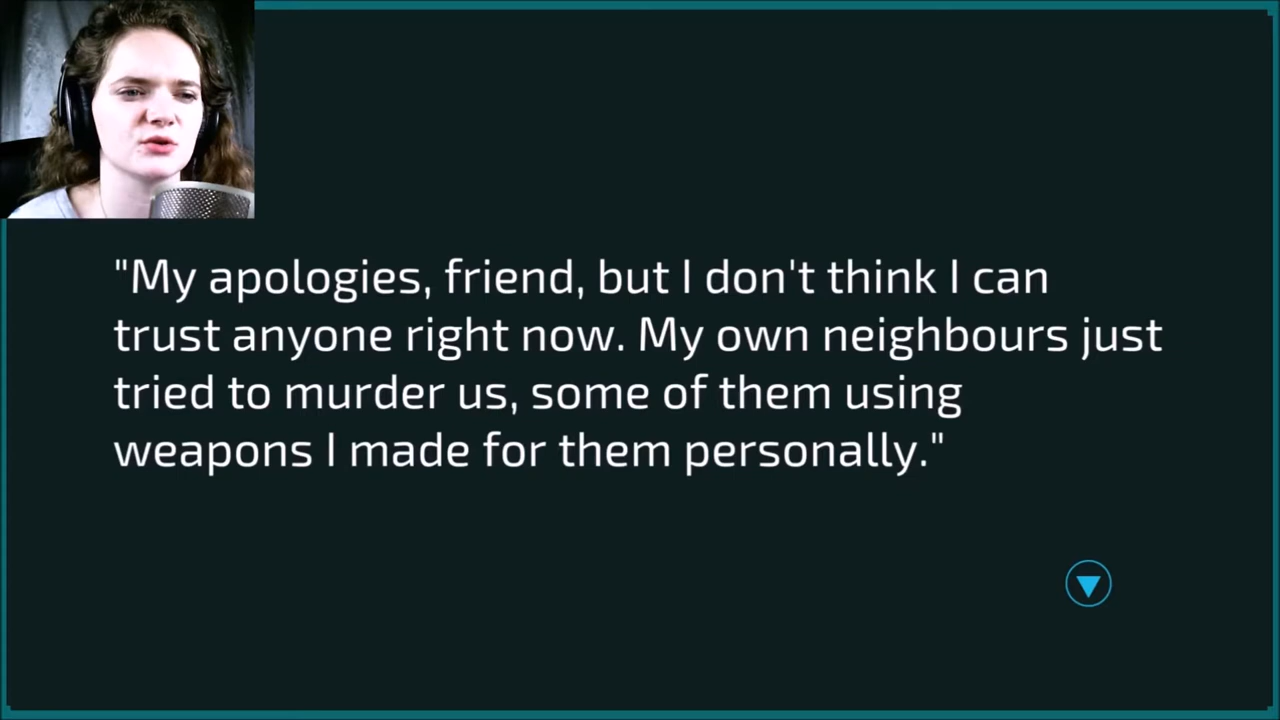 "My apologies, friend, but I don't think I can
trust anyone right now. My own neighbours just
tried to murder us, some of them using
weapons I made for them personally."